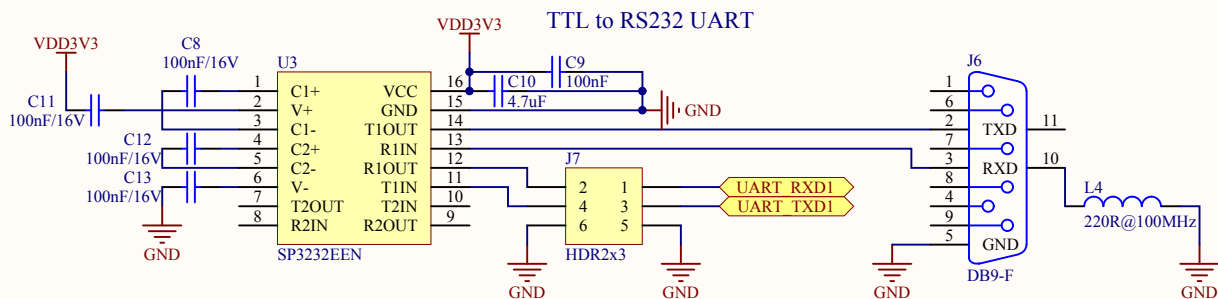 TTL to RS232 UART
VDD3V3
VDD3V3
C8
100nF/16V
C11
100nF/16V
C12
100nF/16V
C13
100nF/16V
GND
U3
1 C1+ VCC 16
2 V+ GND 15
3 C1- T1OUT 14
4 C2+ R1IN 13
5 C2- R1OUT 12
6 V- T1IN 11
7 T2OUT T2IN 10
8 R2IN R2OUT 9
SP3232EEN
C9
100nF
C10
4.7uF
GND
J7
2 1
4 3
6 5
HDR2x3
GND
GND
UART_RXD1
UART_TXD1
J6
1
6
2 TXD 11
7
3 RXD 10
8
4
9
5 GND
DB9-F
GND
L4
220R@100MHz
GND